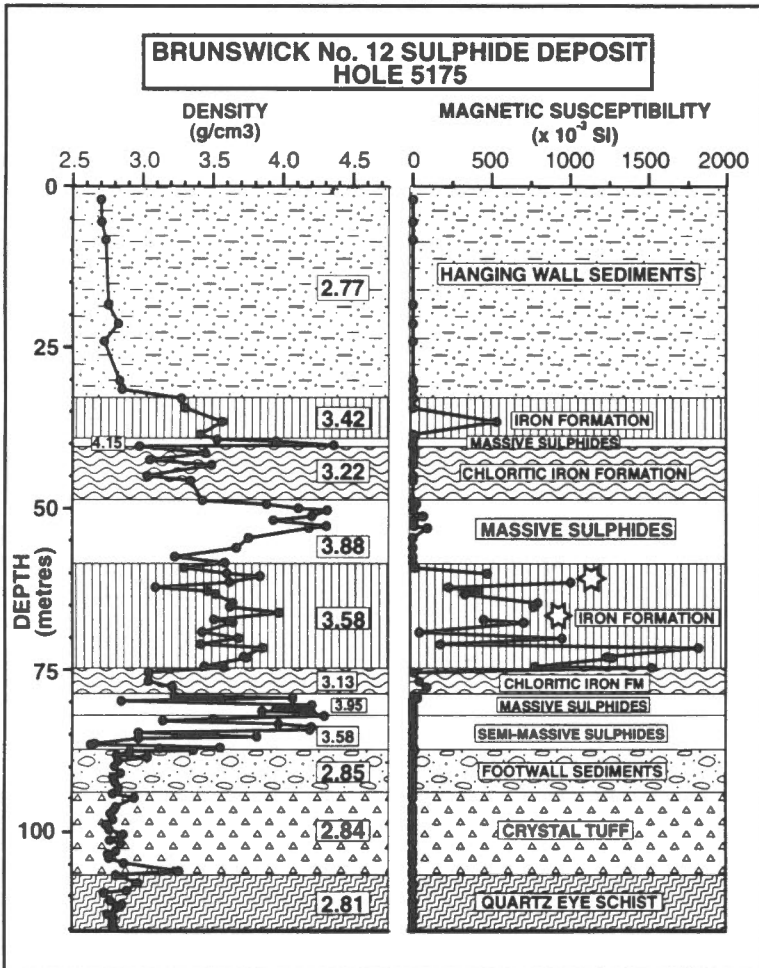 BRUNSWICK No. 12 SULPHIDE DEPOSIT
HOLE 5175
DENSITY
(g/cm3)
2.5 3.0 3.5 4.0 4.5
MAGNETIC SUSCEPTIBILITY
(x 10⁻³ SI)
0 500 1000 1500 2000
DEPTH
(metres)
0
25
50
75
100
2.77
3.42
4.15
3.22
3.88
3.58
3.13
3.95
3.58
2.85
2.84
2.81
HANGING WALL SEDIMENTS
IRON FORMATION
MASSIVE SULPHIDES
CHLORITIC IRON FORMATION
MASSIVE SULPHIDES
IRON FORMATION
CHLORITIC IRON FM
MASSIVE SULPHIDES
SEMI-MASSIVE SULPHIDES
FOOTWALL SEDIMENTS
CRYSTAL TUFF
QUARTZ EYE SCHIST